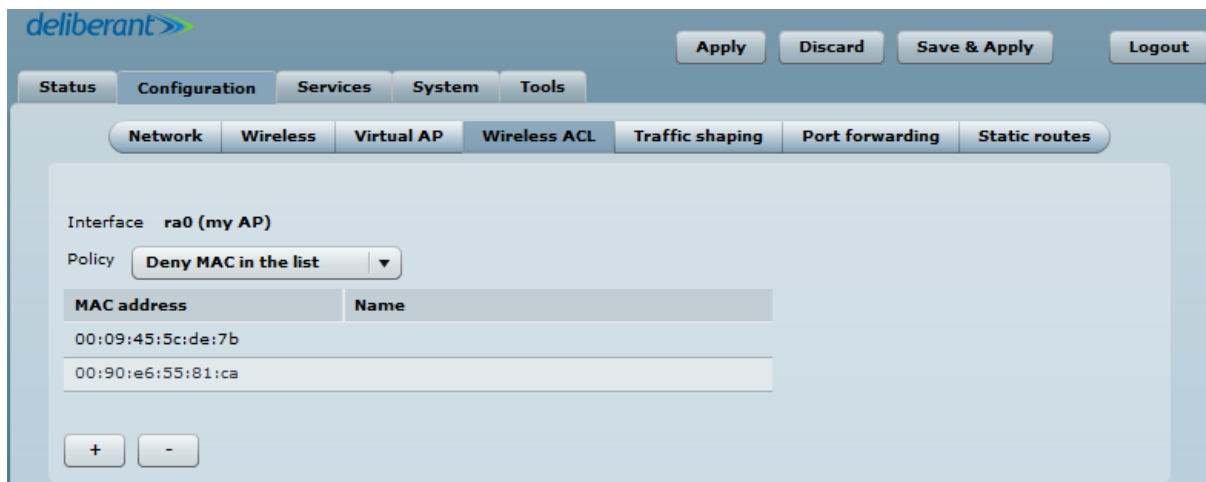 deliberant
Apply Discard Save & Apply Logout
Status Configuration Services System Tools
Network Wireless Virtual AP Wireless ACL Traffic shaping Port forwarding Static routes
Interface ra0 (my AP)
Policy Deny MAC in the list
MAC address Name
00:09:45:5c:de:7b
00:90:e6:55:81:ca
+ -